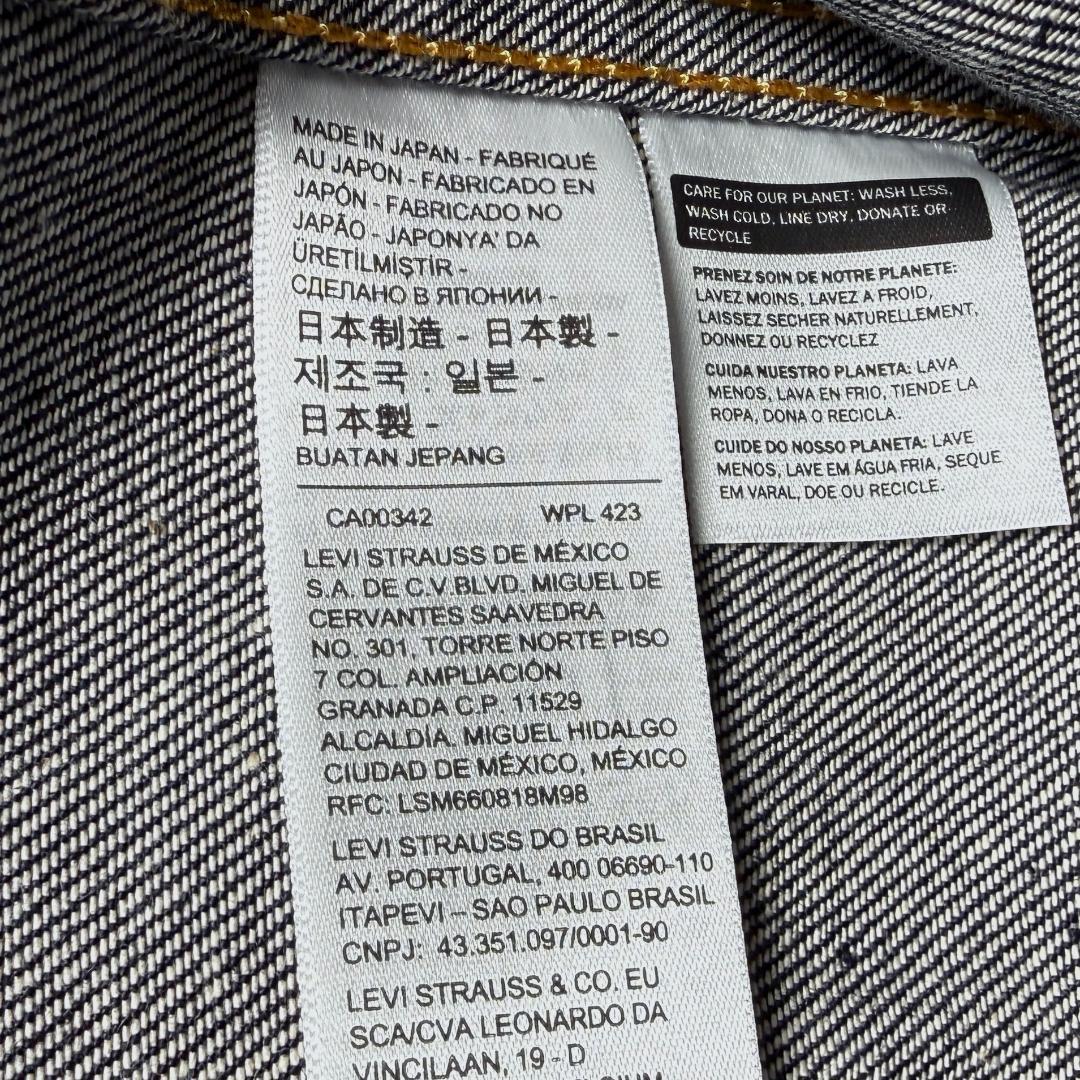 MADE IN JAPAN - FABRIQUÉ
AU JAPON - FABRICADO EN
JAPÓN - FABRICADO NO
JAPÃO - JAPONYA' DA
ÜRETİLMİŞTİR -
СДЕЛАНО В ЯПОНИИ -
日本制造 - 日本製 -
제조국 : 일본 -
日本製 -
BUATAN JEPANG
CA00342 WPL 423
LEVI STRAUSS DE MÉXICO
S.A. DE C.V.BLVD. MIGUEL DE
CERVANTES SAAVEDRA
NO. 301, TORRE NORTE PISO
7 COL. AMPLIACIÓN
GRANADA C.P. 11529
ALCALDÍA. MIGUEL HIDALGO
CIUDAD DE MÉXICO, MÉXICO
RFC: LSM660818M98
LEVI STRAUSS DO BRASIL
AV. PORTUGAL, 400 06690-110
ITAPEVI – SAO PAULO BRASIL
CNPJ: 43.351.097/0001-90
LEVI STRAUSS & CO. EU
SCA/CVA LEONARDO DA
VINCILAAN, 19 - D
CARE FOR OUR PLANET: WASH LESS,
WASH COLD, LINE DRY, DONATE OR
RECYCLE
PRENEZ SOIN DE NOTRE PLANETE:
LAVEZ MOINS, LAVEZ A FROID,
LAISSEZ SECHER NATURELLEMENT,
DONNEZ OU RECYCLEZ
CUIDA NUESTRO PLANETA: LAVA
MENOS, LAVA EN FRIO, TIENDE LA
ROPA, DONA O RECICLA.
CUIDE DO NOSSO PLANETA: LAVE
MENOS, LAVE EM ÁGUA FRIA, SEQUE
EM VARAL, DOE OU RECICLE.